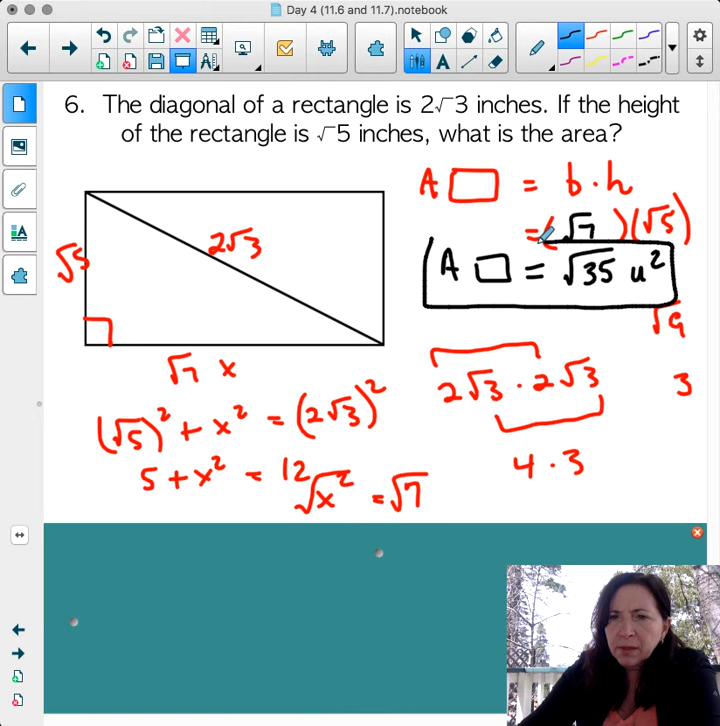 Day 4 (11.6 and 11.7).notebook
6. The diagonal of a rectangle is 2√3 inches. If the height
of the rectangle is √5 inches, what is the area?
A □ = b·h
= (√7)(√5)
A □ = √35 u²
√9
3
√5
2√3
√7 x
(√5)² + x² = (2√3)²
5 + x² = 12
√x² = √7
2√3 · 2√3
4 · 3